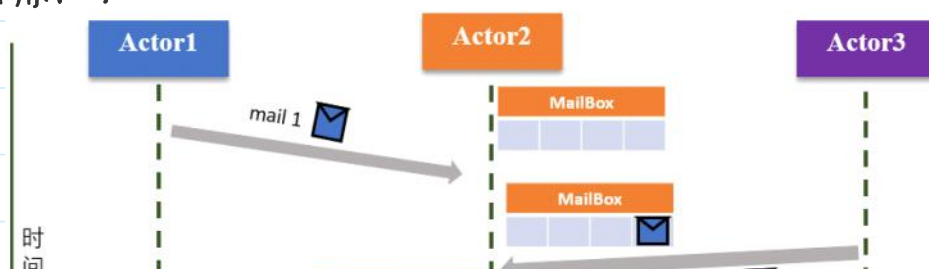 Actor1
Actor2
Actor3
MailBox
mail 1
MailBox
时
间